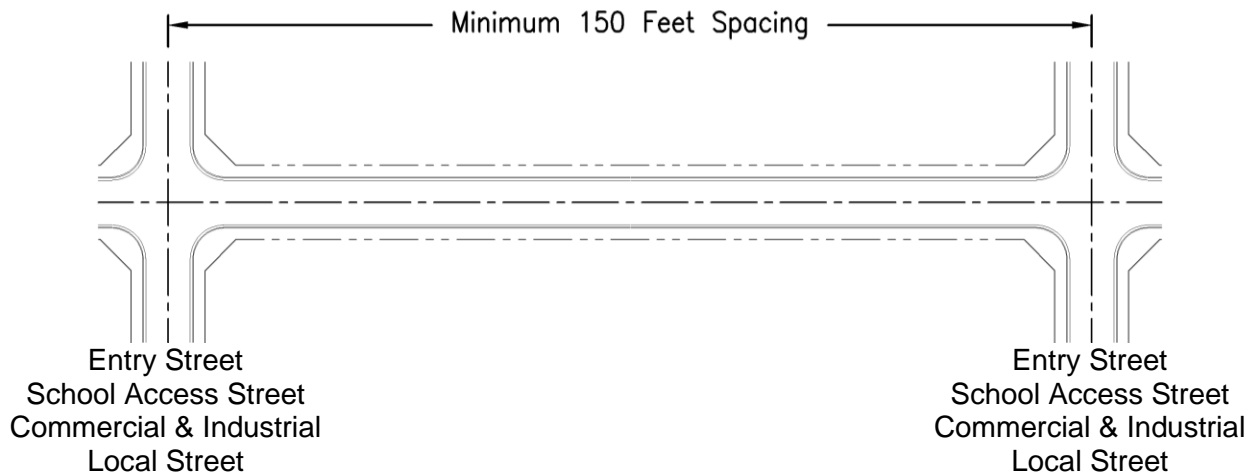 Minimum 150 Feet Spacing
Entry Street
School Access Street
Commercial & Industrial
Local Street
Entry Street
School Access Street
Commercial & Industrial
Local Street